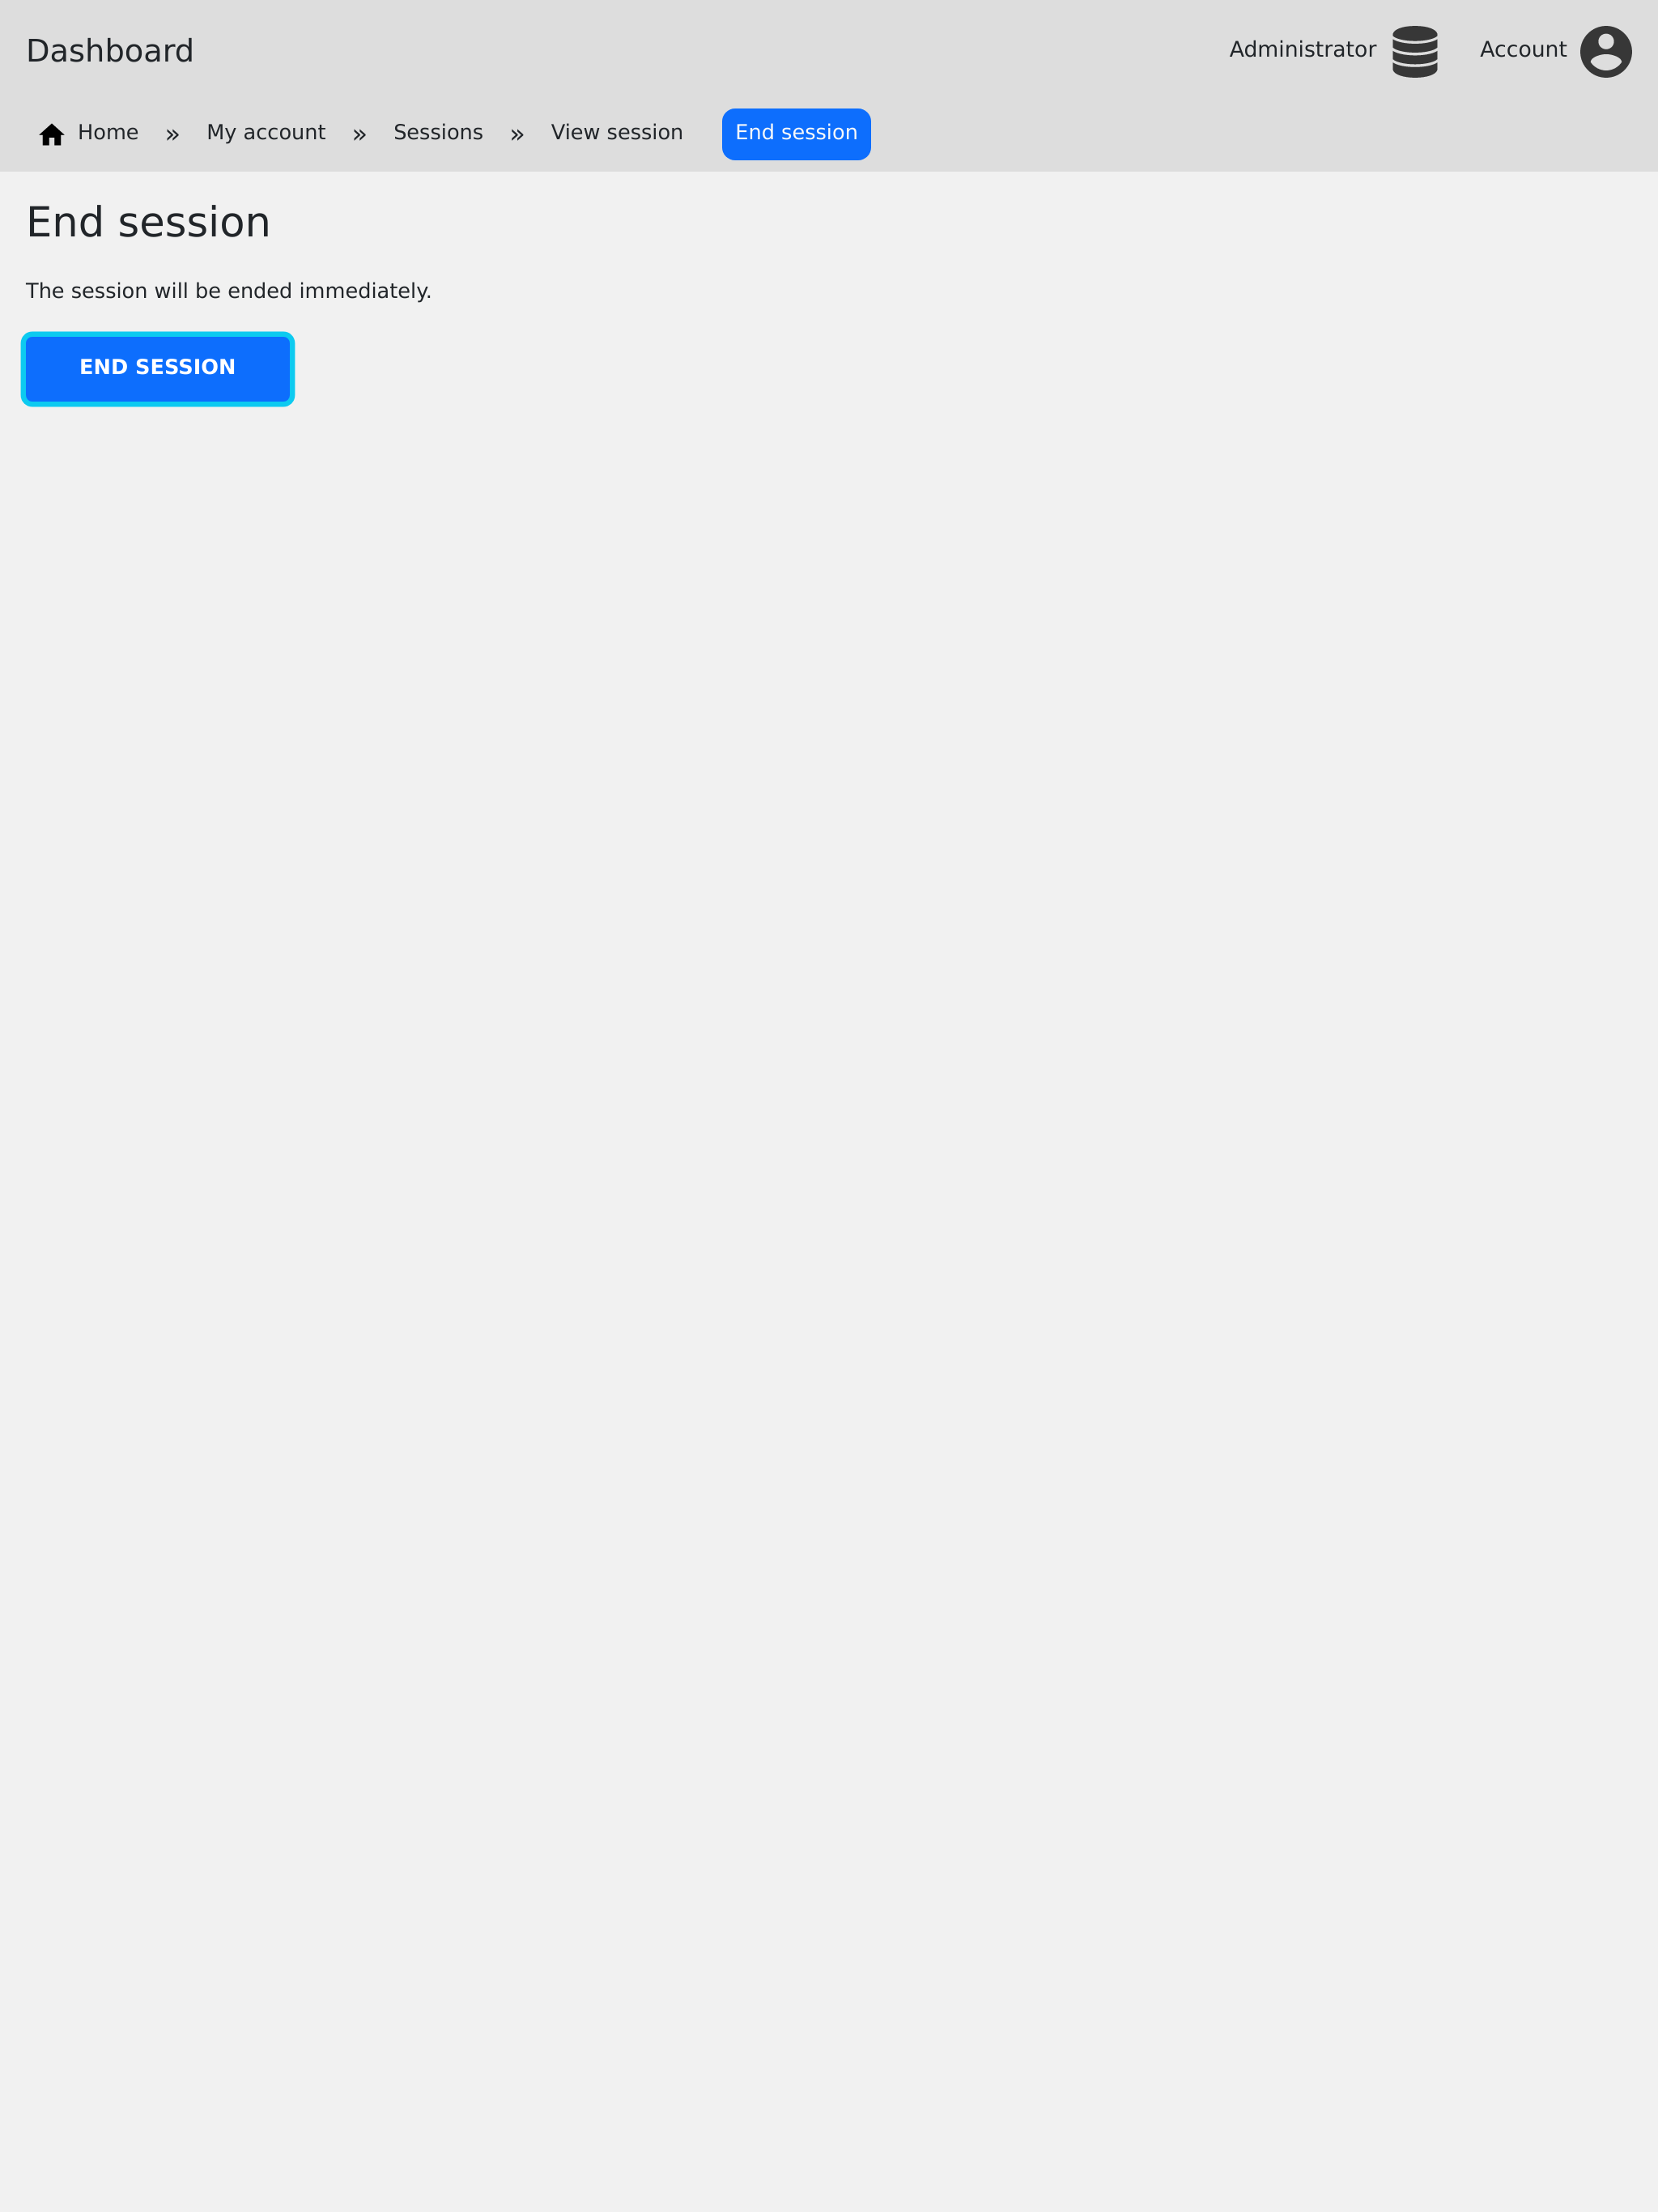 Dashboard
Administrator
Account
Home » My account » Sessions » View session End session
End session
The session will be ended immediately.
END SESSION